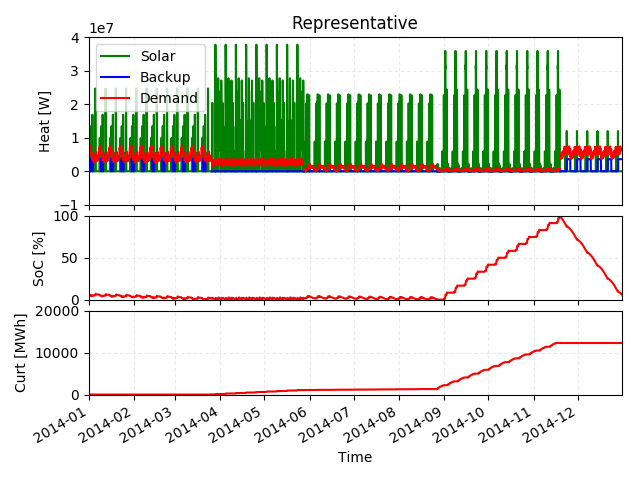 Representative
1e7
Heat [W]
4
3
2
1
0
−1
Solar
Backup
Demand
SoC [%]
100
50
0
Curt [MWh]
20000
10000
0
2014-01
2014-02
2014-03
2014-04
2014-05
2014-06
2014-07
2014-08
2014-09
2014-10
2014-11
2014-12
Time